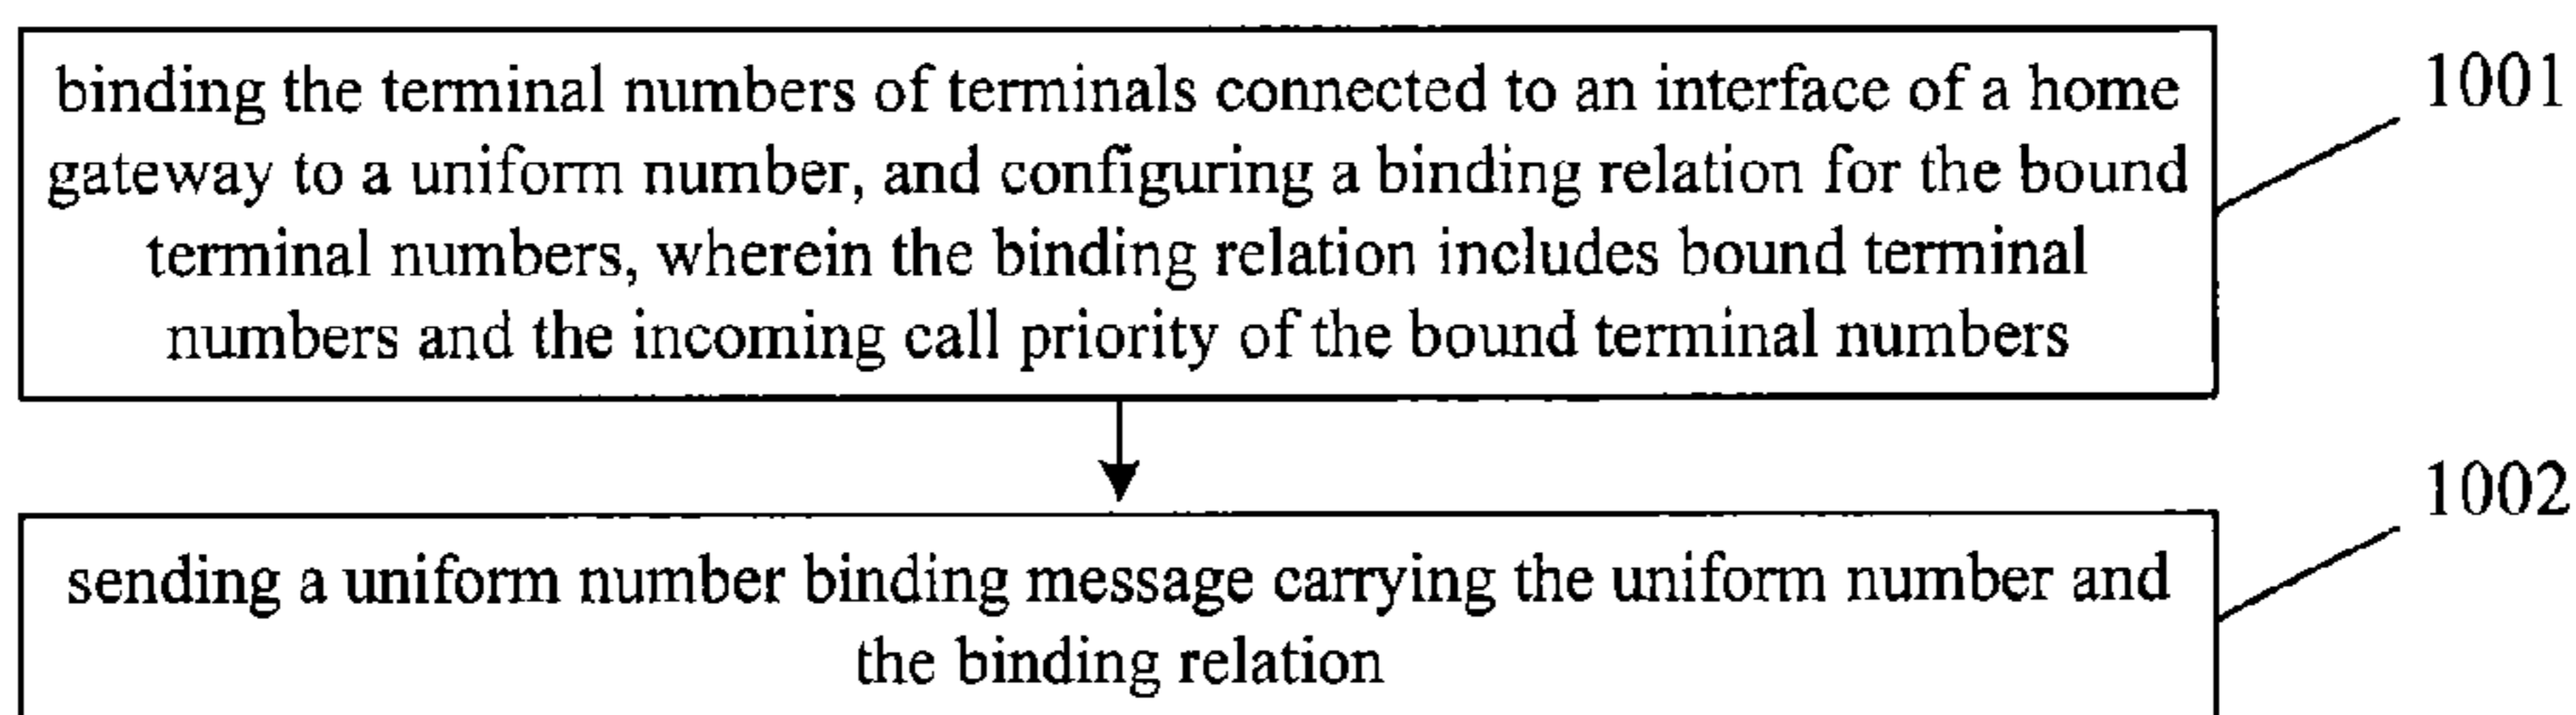 binding the terminal numbers of terminals connected to an interface of a home
gateway to a uniform number, and configuring a binding relation for the bound
terminal numbers, wherein the binding relation includes bound terminal
numbers and the incoming call priority of the bound terminal numbers
1001
sending a uniform number binding message carrying the uniform number and
the binding relation
1002